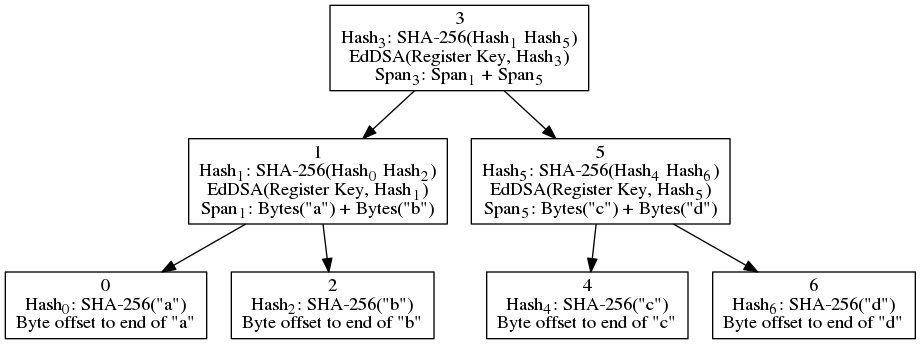 3
Hash₃: SHA-256(Hash₁ Hash₅)
EdDSA(Register Key, Hash₃)
Span₃: Span₁ + Span₅
1
Hash₁: SHA-256(Hash₀ Hash₂)
EdDSA(Register Key, Hash₁)
Span₁: Bytes("a") + Bytes("b")
5
Hash₅: SHA-256(Hash₄ Hash₆)
EdDSA(Register Key, Hash₅)
Span₅: Bytes("c") + Bytes("d")
0
Hash₀: SHA-256("a")
Byte offset to end of "a"
2
Hash₂: SHA-256("b")
Byte offset to end of "b"
4
Hash₄: SHA-256("c")
Byte offset to end of "c"
6
Hash₆: SHA-256("d")
Byte offset to end of "d"